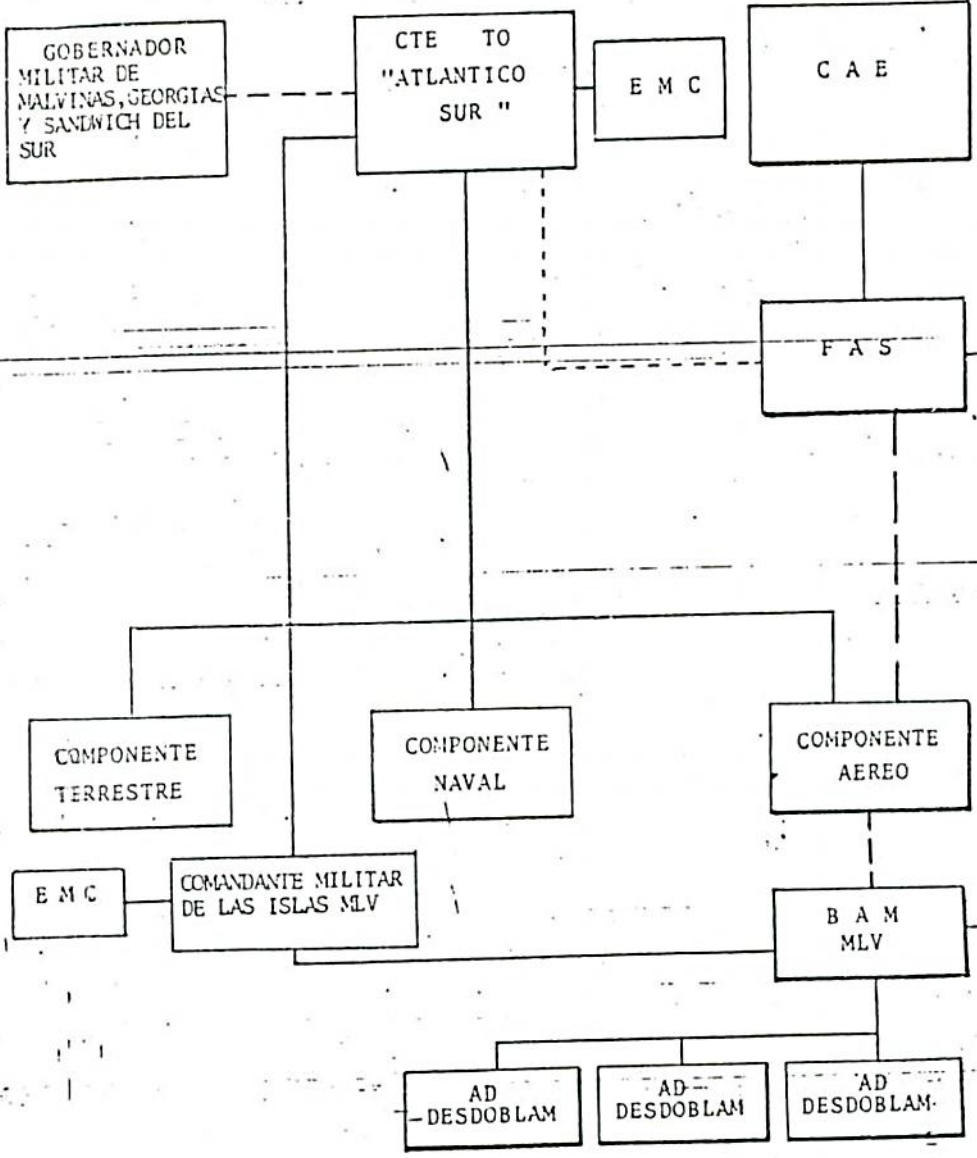 GOBERNADOR
MILITAR DE
MALVINAS, GEORGIAS
Y SANDWICH DEL
SUR
CTE TO
"ATLANTICO
SUR "
E M C
C A E
F A S
COMPONENTE
TERRESTRE
COMPONENTE
NAVAL
COMPONENTE
AEREO
E M C
COMANDANTE MILITAR
DE LAS ISLAS MLV
B A M
MLV
AD
DESDOBLAM
AD
DESDOBLAM
AD
DESDOBLAM